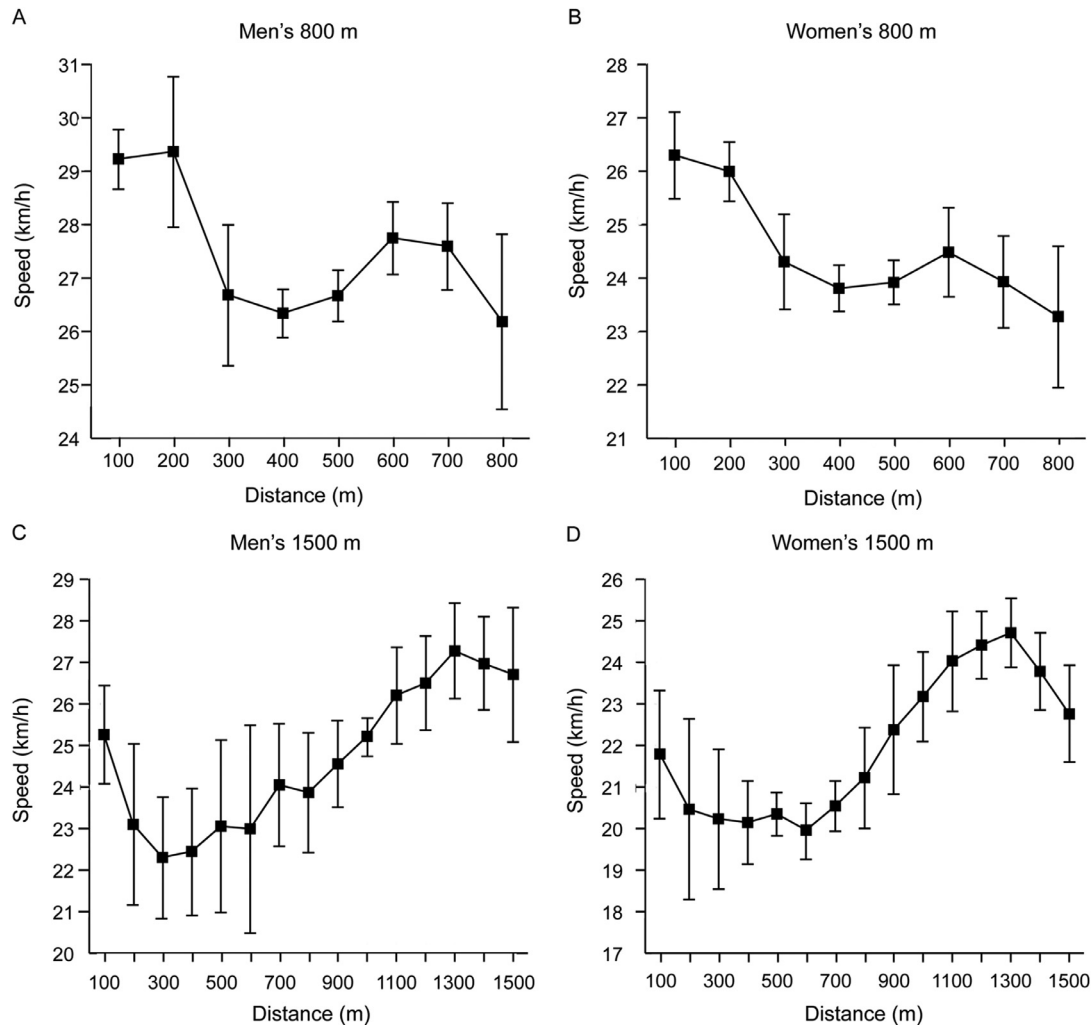 A
Men's 800 m
31
30
29
28
27
26
25
24
Speed (km/h)
100 200 300 400 500 600 700 800
Distance (m)
B
Women's 800 m
28
27
26
25
24
23
22
21
Speed (km/h)
100 200 300 400 500 600 700 800
Distance (m)
C
Men's 1500 m
29
28
27
26
25
24
23
22
21
20
Speed (km/h)
100 300 500 700 900 1100 1300 1500
Distance (m)
D
Women's 1500 m
26
25
24
23
22
21
20
19
18
17
Speed (km/h)
100 300 500 700 900 1100 1300 1500
Distance (m)